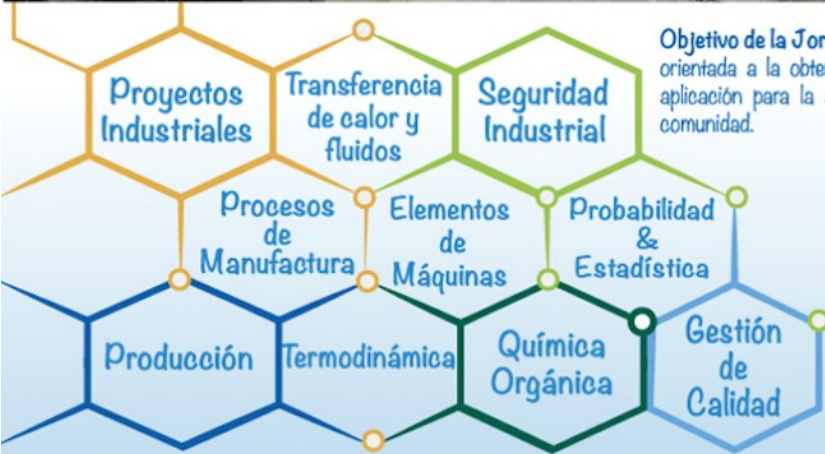 Objetivo de la
orientada a la
aplicación para la
comunidad.
Proyectos
Industriales
Transferencia
de calor y
fluidos
Seguridad
Industrial
Procesos
de
Manufactura
Elementos
de
Máquinas
Probabilidad
&
Estadística
Producción
Termodinámica
Química
Orgánica
Gestión
de
Calidad